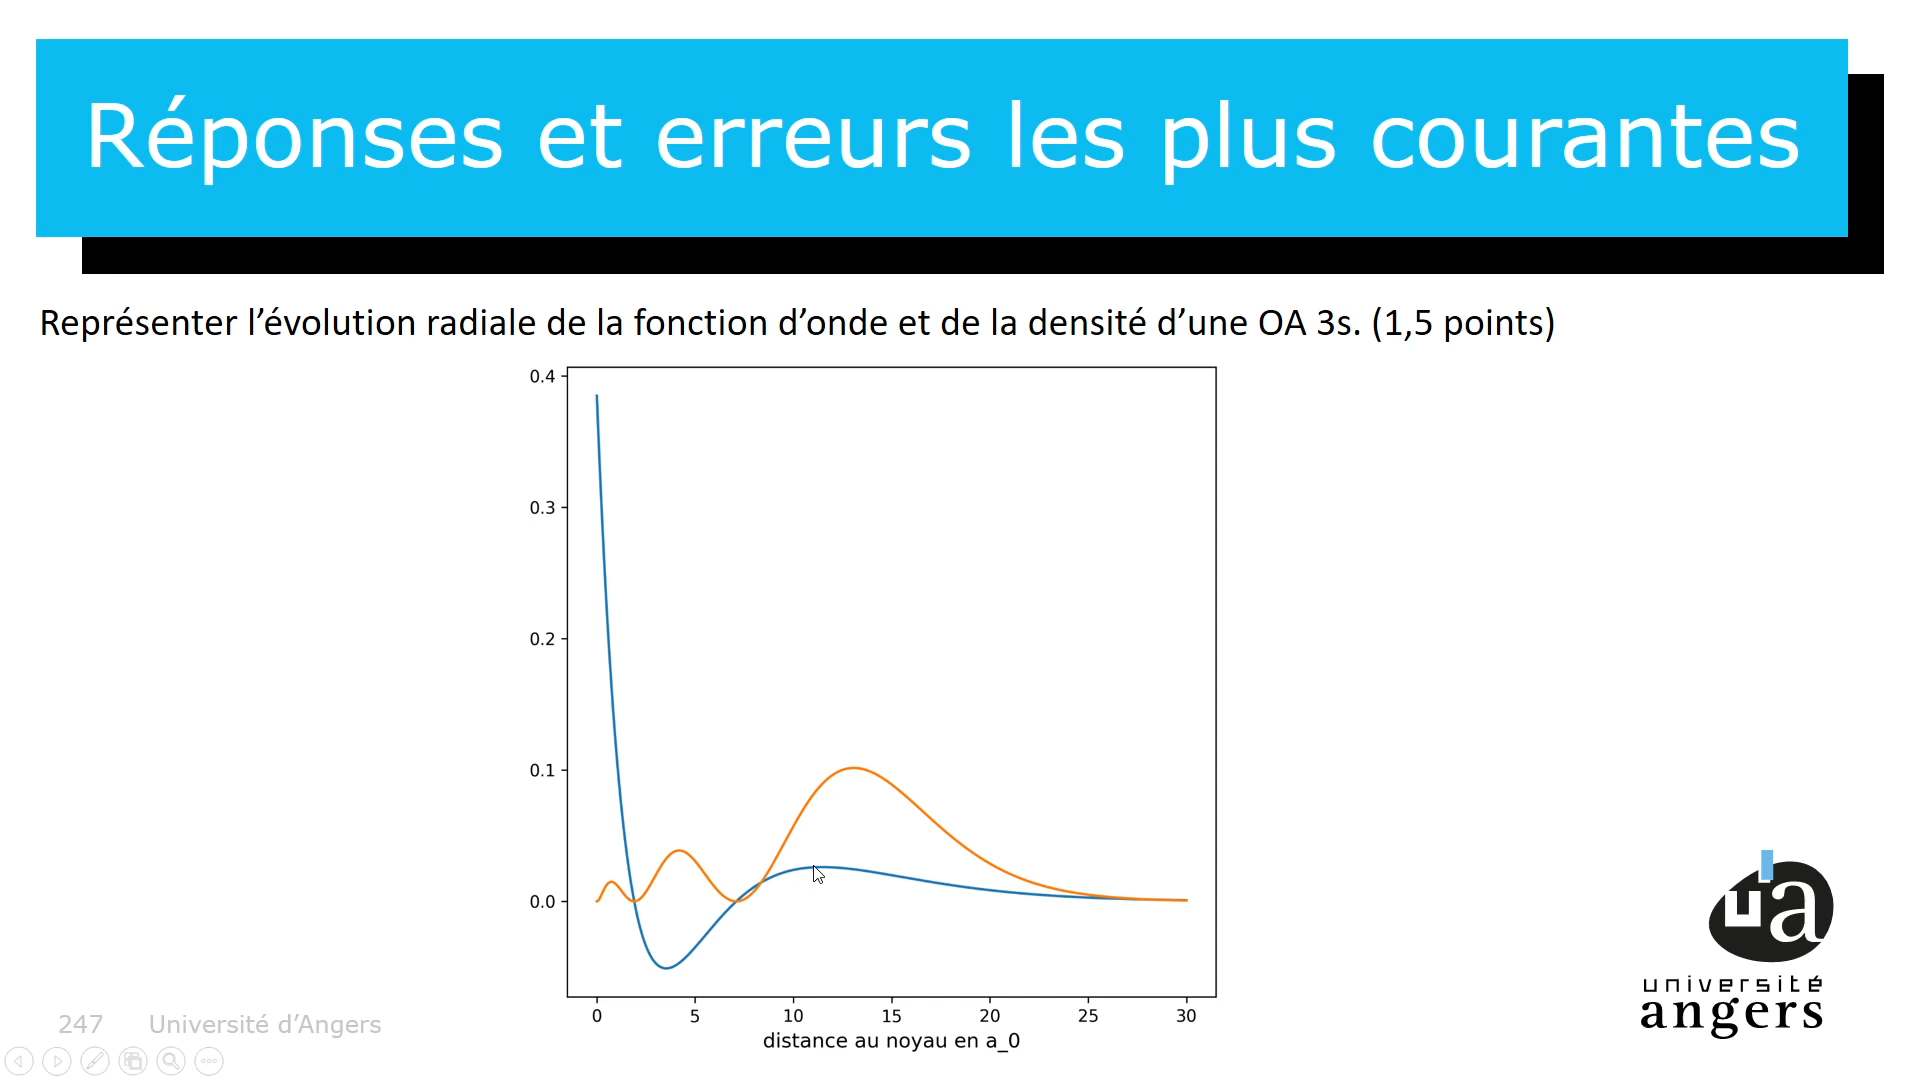 Réponses et erreurs les plus courantes
Représenter l’évolution radiale de la fonction d’onde et de la densité d’une OA 3s. (1,5 points)
0.4
0.3
0.2
0.1
0.0
0 5 10 15 20 25 30
distance au noyau en a_0
ua
université
angers
247 Université d’Angers